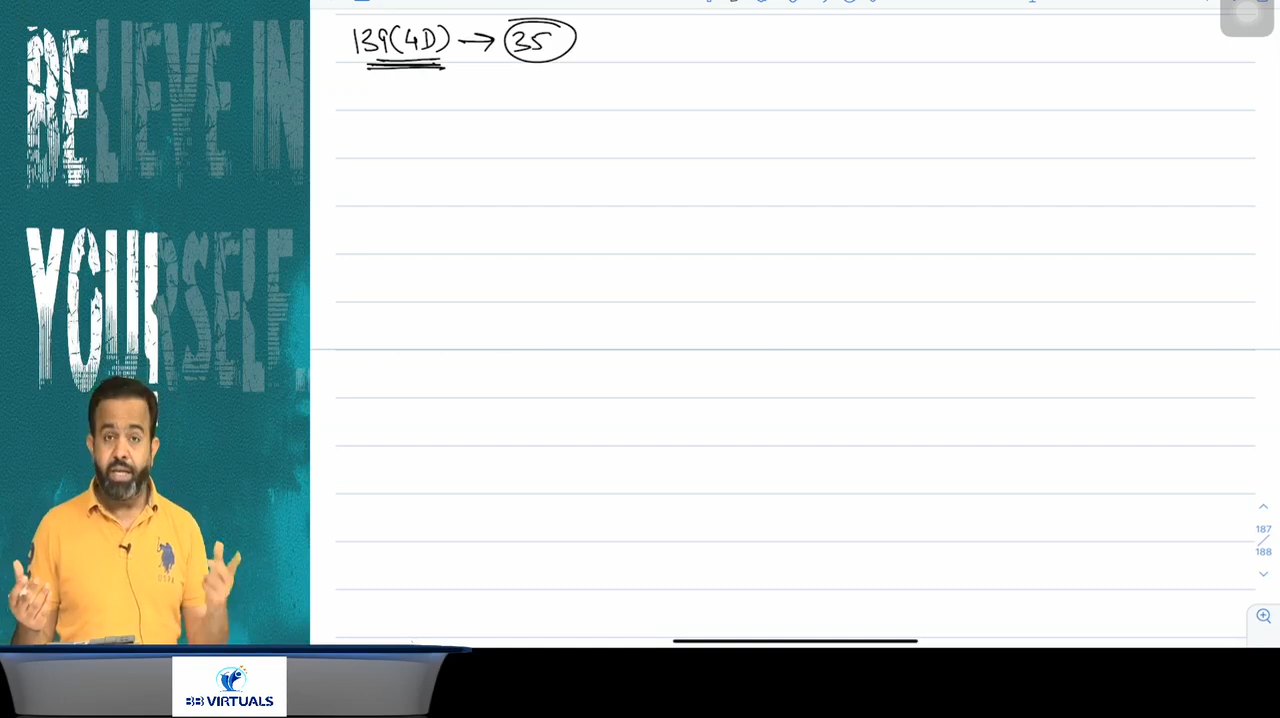 BELIEVE IN
YOURSELF.
139(4D) → 35
187
188
BB VIRTUALS